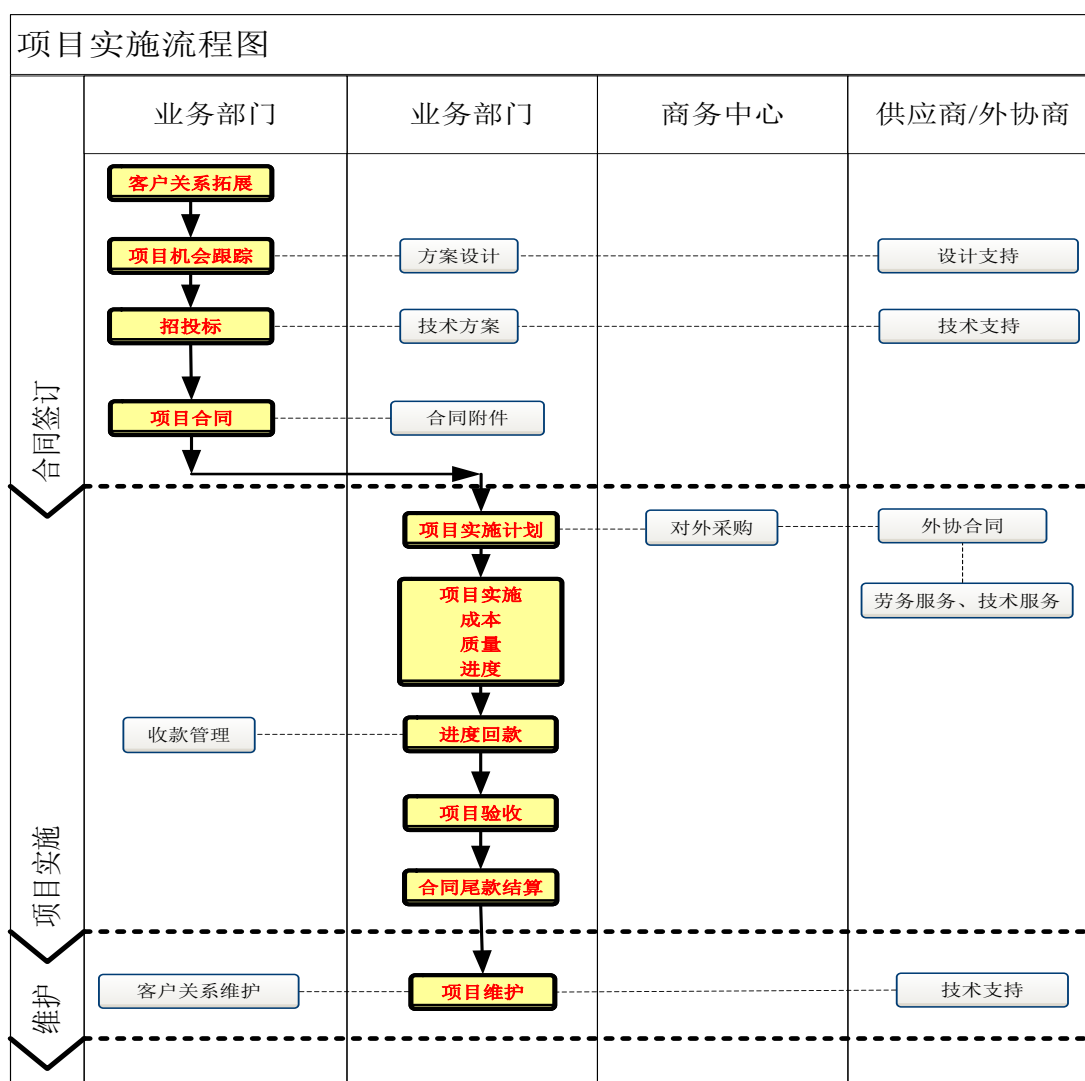 项目实施流程图
业务部门
业务部门
商务中心
供应商/外协商
合同签订
客户关系拓展
项目机会跟踪
方案设计
设计支持
招投标
技术方案
技术支持
项目合同
合同附件
项目实施
项目实施计划
对外采购
外协合同
劳务服务、技术服务
项目实施
成本
质量
进度
收款管理
进度回款
项目验收
合同尾款结算
维护
客户关系维护
项目维护
技术支持